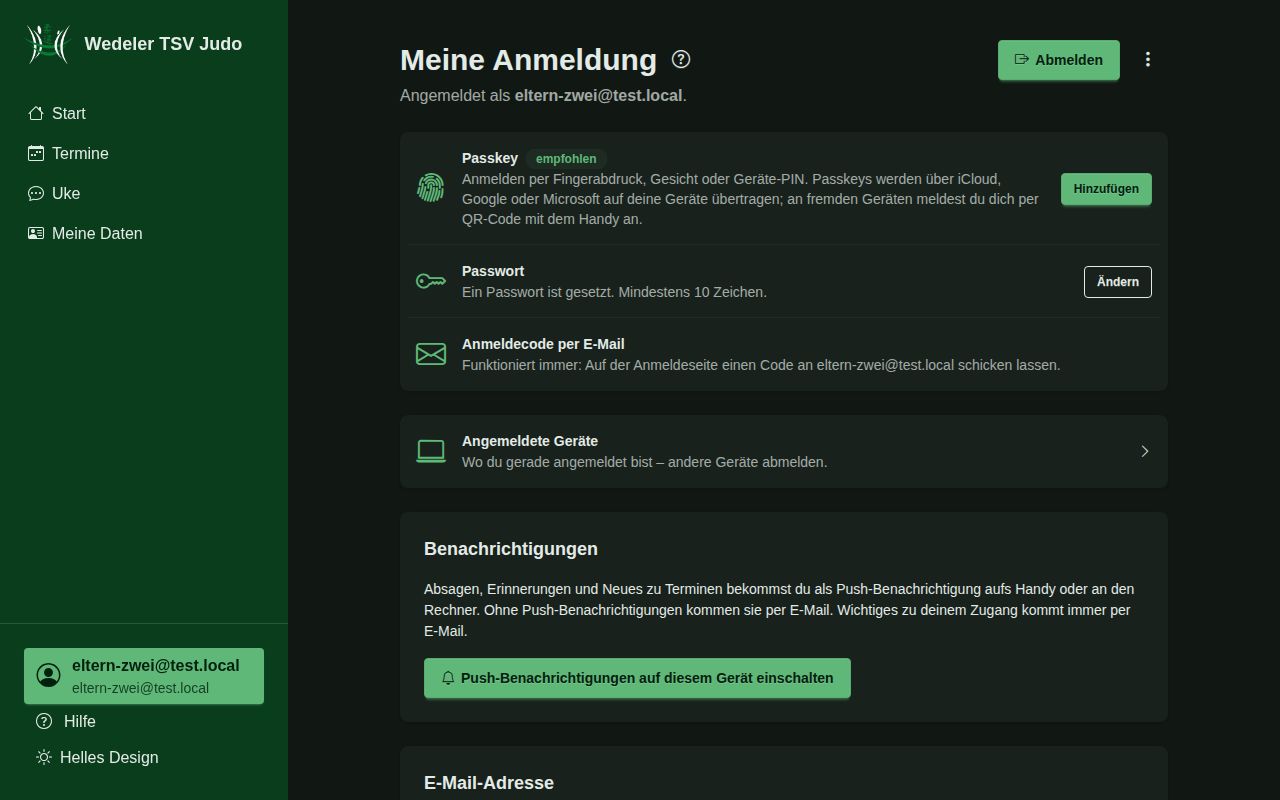 Wedeler TSV Judo
Start
Termine
Uke
Meine Daten
eltern-zwei@test.local
eltern-zwei@test.local
Hilfe
Helles Design
Meine Anmeldung
Abmelden
Angemeldet als eltern-zwei@test.local.
Passkey empfohlen
Anmelden per Fingerabdruck, Gesicht oder Geräte-PIN. Passkeys werden über iCloud,
Google oder Microsoft auf deine Geräte übertragen; an fremden Geräten meldest du dich per
QR-Code mit dem Handy an.
Hinzufügen
Passwort
Ein Passwort ist gesetzt. Mindestens 10 Zeichen.
Ändern
Anmeldecode per E-Mail
Funktioniert immer: Auf der Anmeldeseite einen Code an eltern-zwei@test.local schicken lassen.
Angemeldete Geräte
Wo du gerade angemeldet bist – andere Geräte abmelden.
Benachrichtigungen
Absagen, Erinnerungen und Neues zu Terminen bekommst du als Push-Benachrichtigung aufs Handy oder an den
Rechner. Ohne Push-Benachrichtigungen kommen sie per E-Mail. Wichtiges zu deinem Zugang kommt immer per
E-Mail.
Push-Benachrichtigungen auf diesem Gerät einschalten
E-Mail-Adresse